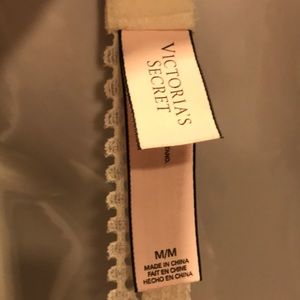 VICTORIA'S
SECRET
M/M
MADE IN CHINA
FAIT EN CHINE
HECHO EN CHINA